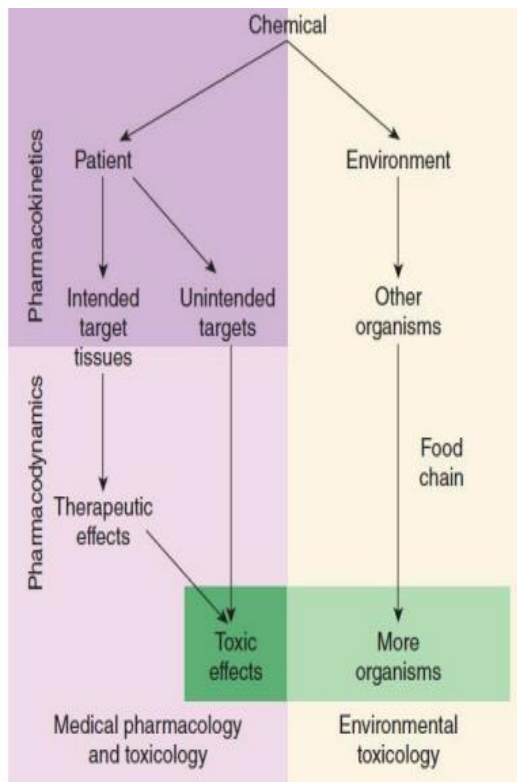 Chemical
Pharmacokinetics
Patient
Environment
Intended
target
tissues
Unintended
targets
Other
organisms
Pharmacodynamics
Food
chain
Therapeutic
effects
Toxic
effects
More
organisms
Medical pharmacology
and toxicology
Environmental
toxicology